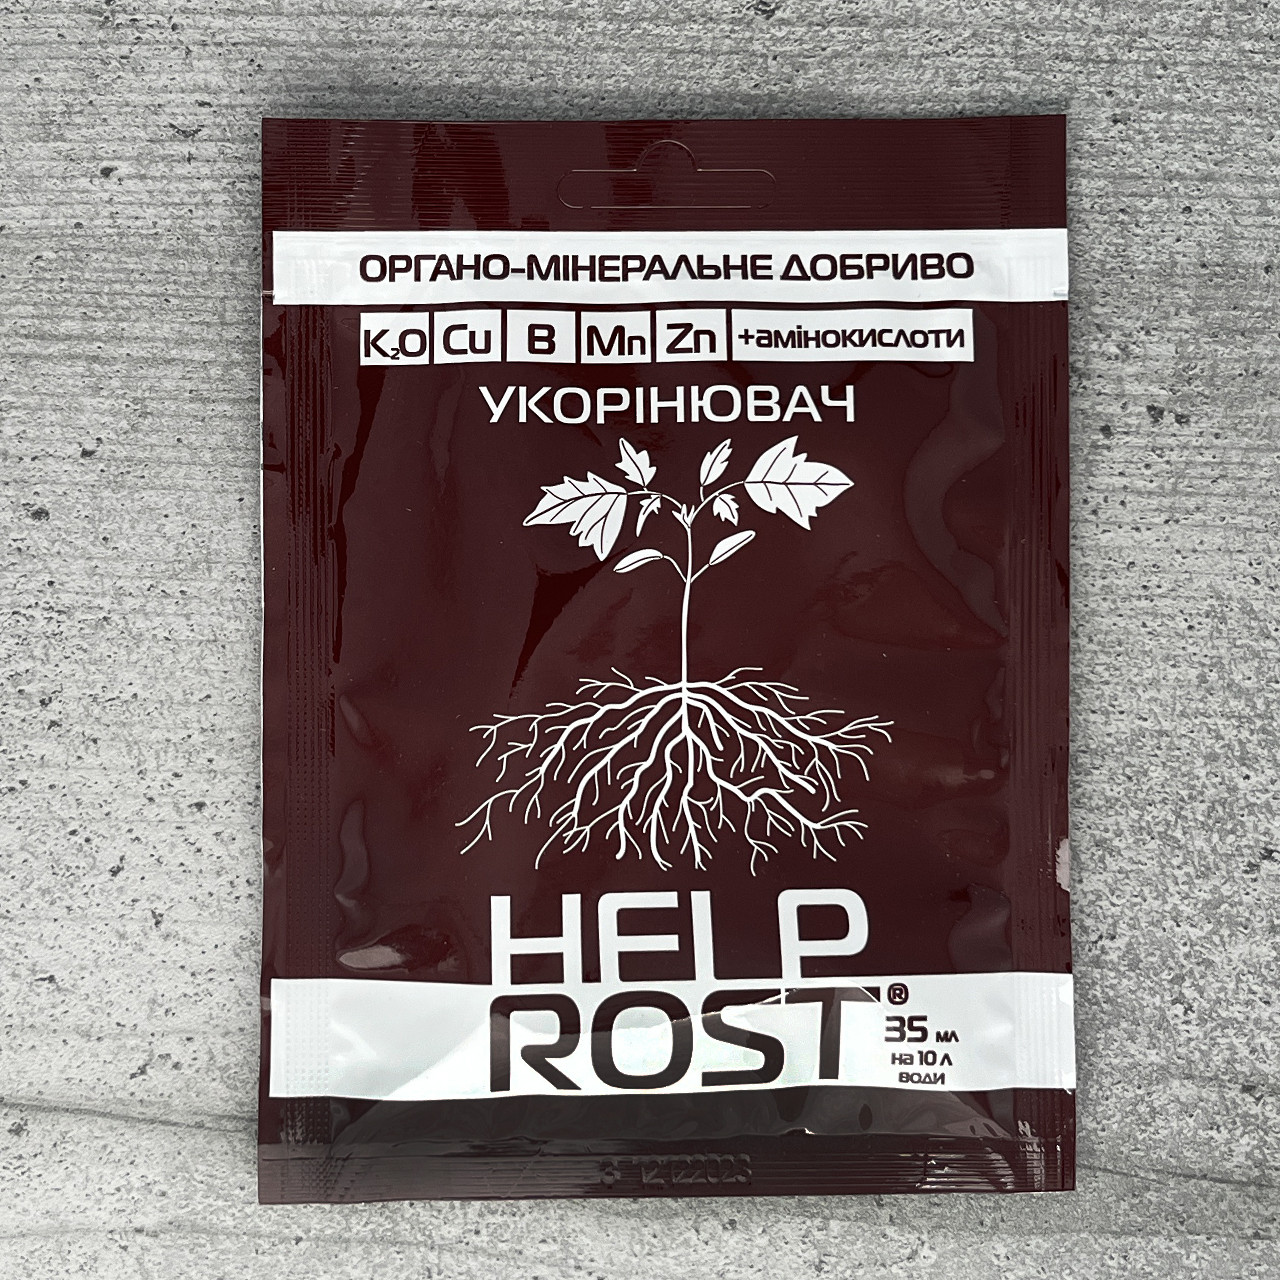 ОРГАНО-МІНЕРАЛЬНЕ ДОБРИВО
K₂O Cu B Mn Zn +амінокислоти
УКОРІНЮВАЧ
HELP
ROST®
35 мл
на 10 л
води